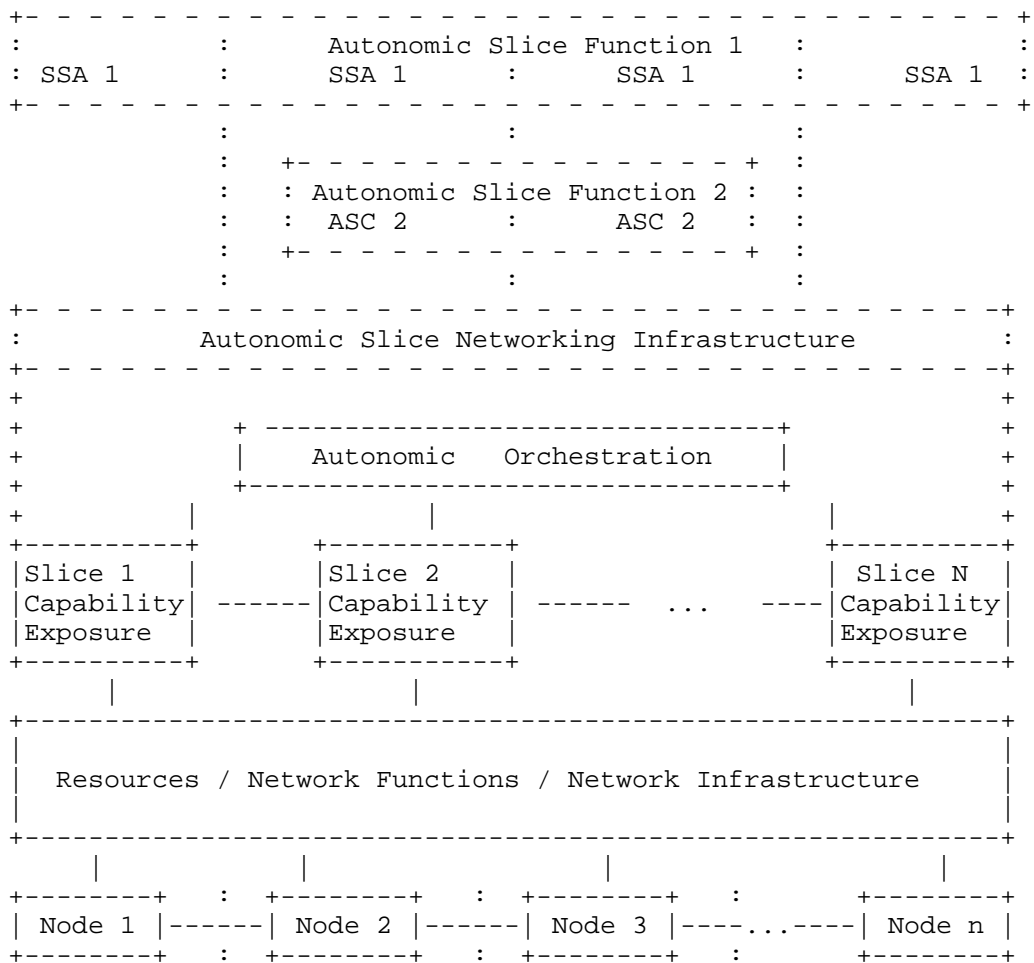 +- - - - - - - - - - - - - - - - - - - - - - - - - - - - - - - - +
:             :      Autonomic Slice Function 1   :             :
: SSA 1       :      SSA 1      :      SSA 1      :      SSA 1  :
+- - - - - - - - - - - - - - - - - - - - - - - - - - - - - - - - +
              :                 :                 :
              :   +- - - - - - - - - - - - - - +  :
              :   : Autonomic Slice Function 2 :  :
              :   :  ASC 2      :      ASC 2   :  :
              :   +- - - - - - - - - - - - - - +  :
              :                 :                 :
+- - - - - - - - - - - - - - - - - - - - - - - - - - - - - - - -+
:           Autonomic Slice Networking Infrastructure         :
+- - - - - - - - - - - - - - - - - - - - - - - - - - - - - - - -+
+                                                             +
+              + --------------------------------+             +
+              |    Autonomic   Orchestration    |             +
+              +---------------------------------+             +
+           |              |                        |          +
+----------+       +-----------+                   +----------+
|Slice 1   |       |Slice 2    |                   | Slice N  |
|Capability| ------|Capability | ------  ...   ----|Capability|
|Exposure  |       |Exposure   |                   |Exposure  |
+----------+       +-----------+                   +----------+
      |                  |                              |
+-------------------------------------------------------------+
|                                                             |
|  Resources / Network Functions / Network Infrastructure     |
|                                                             |
+-------------------------------------------------------------+
     |            |                  |                    |
+--------+   :  +--------+   :  +--------+   :       +--------+
| Node 1 |------| Node 2 |------| Node 3 |----...----| Node n |
+--------+   :  +--------+   :  +--------+   :       +--------+